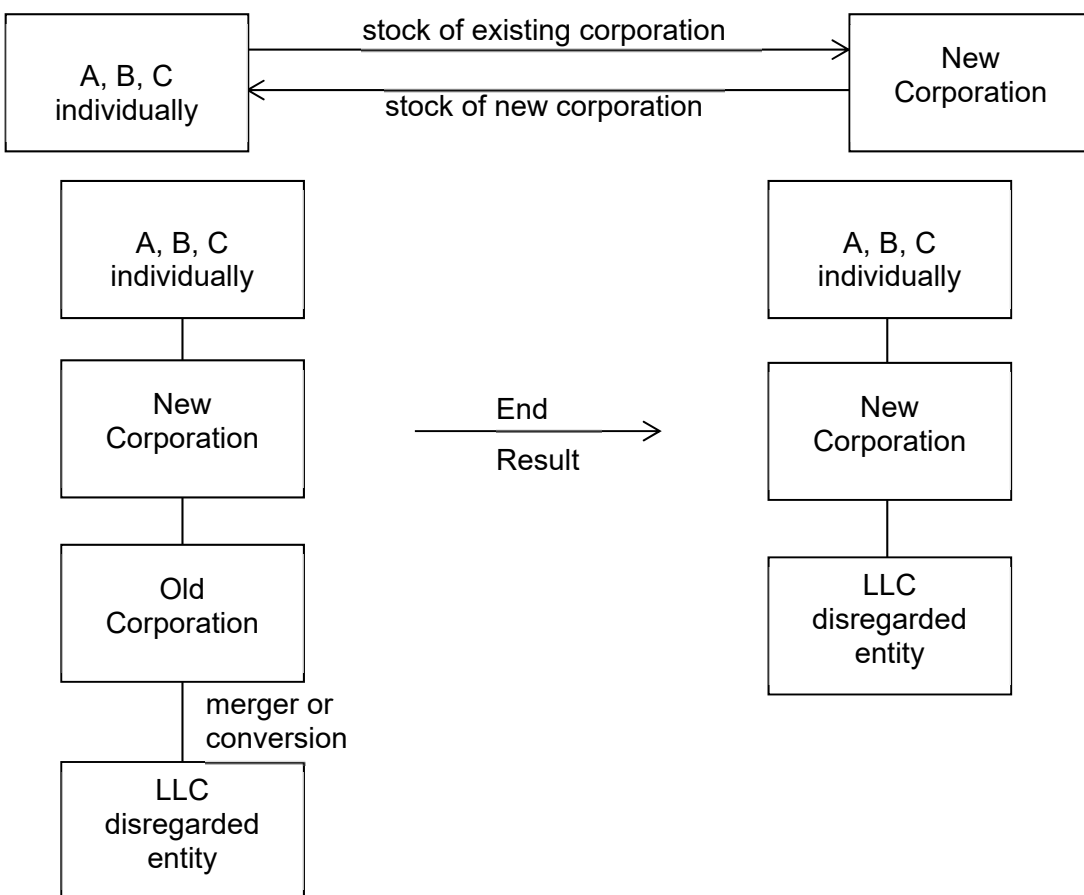 stock of existing corporation
A, B, C
individually
New
Corporation
stock of new corporation
A, B, C
individually
A, B, C
individually
New
Corporation
End
Result
New
Corporation
Old
Corporation
LLC
disregarded
entity
merger or
conversion
LLC
disregarded
entity